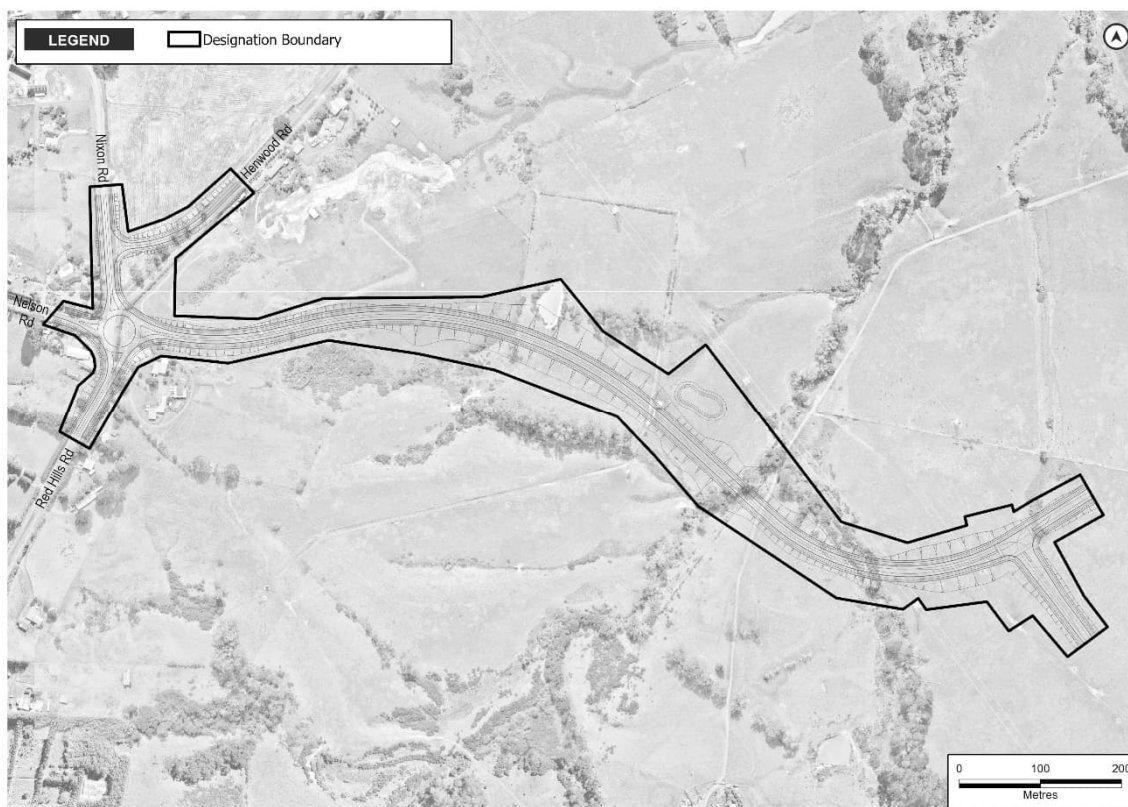 LEGEND
Designation Boundary
Nixon Rd
Henwood Rd
Nelson
Rd
Red Hills Rd
0 100 200
Metres